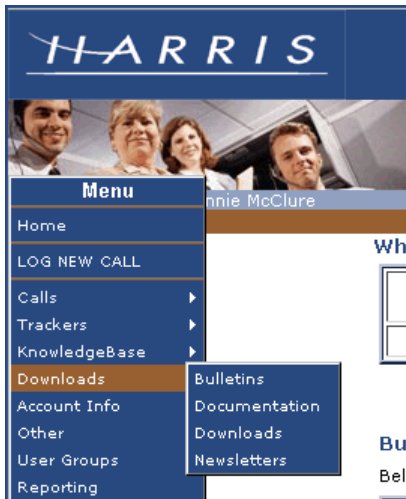 HARRIS
Menu
nnie McClure
Home
Wh
LOG NEW CALL
Calls
Trackers
KnowledgeBase
Downloads
Bulletins
Account Info
Documentation
Other
Downloads
Bu
User Groups
Newsletters
Bel
Reporting